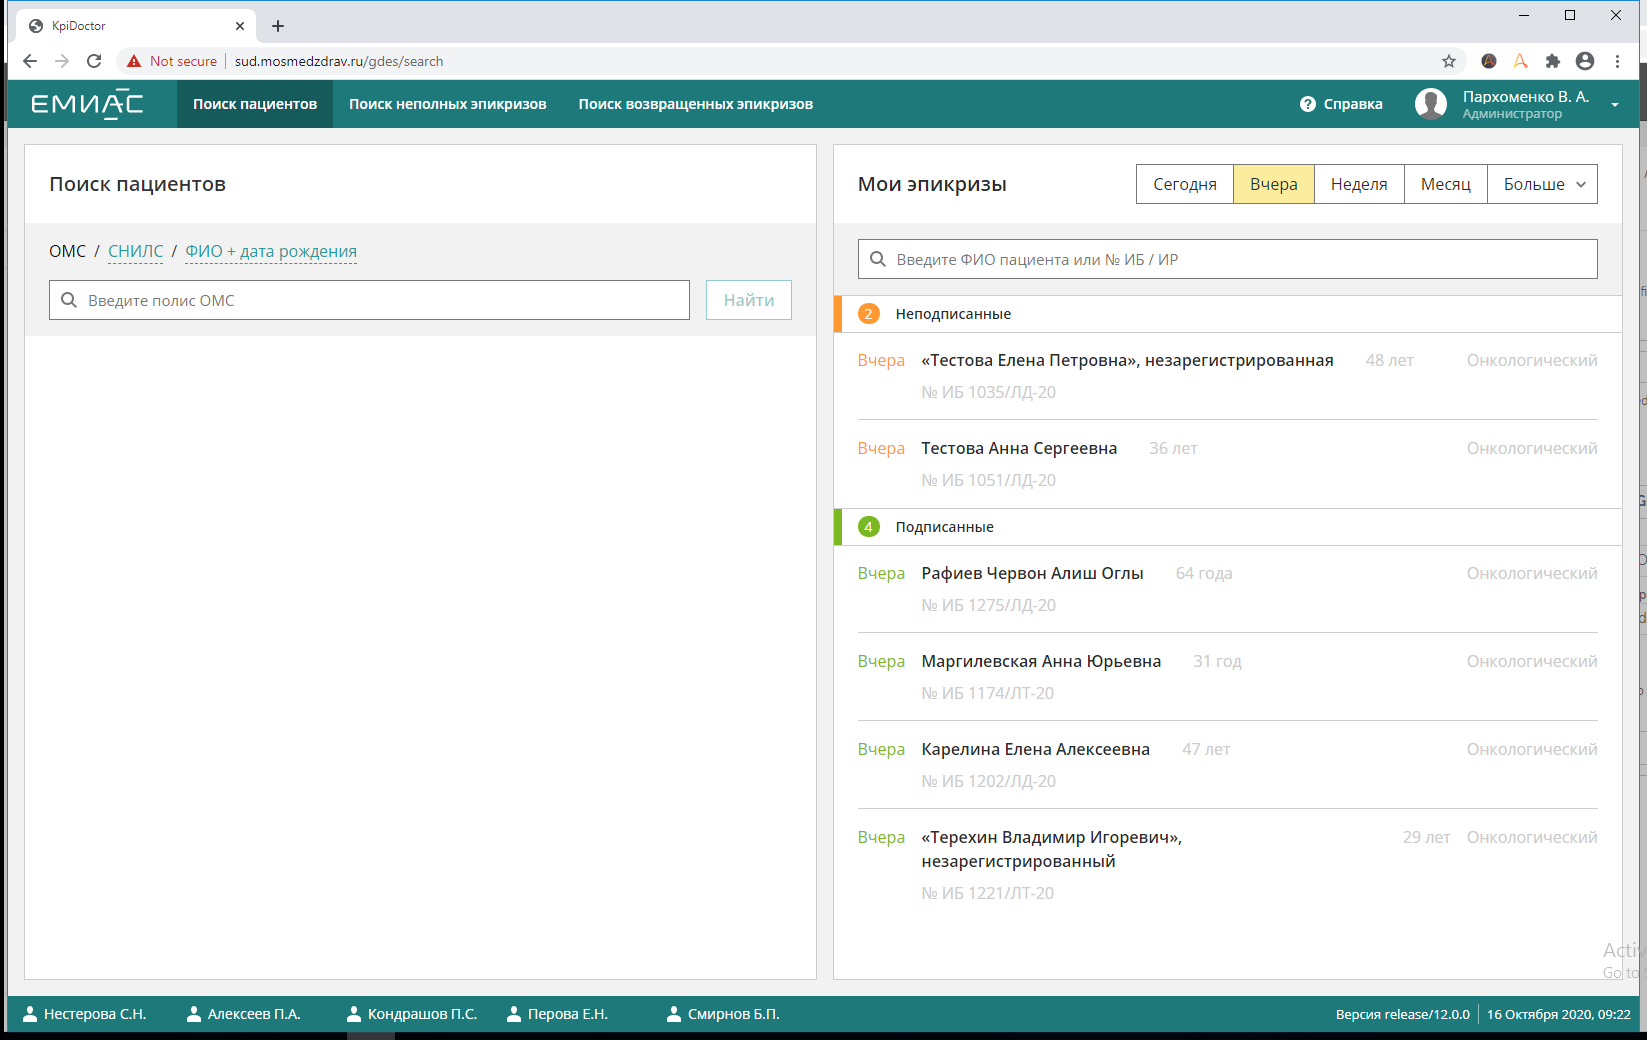 KpiDoctor
Not secure
sud.mosmedzdrav.ru/gdes/search
ЕМИАС
Поиск пациентов
Поиск неполных эпикризов
Поиск возвращенных эпикризов
Справка
Пархоменко В. А.
Администратор
Поиск пациентов
ОМС / СНИЛС / ФИО + дата рождения
Введите полис ОМС
Найти
Мои эпикризы
Сегодня
Вчера
Неделя
Месяц
Больше
Введите ФИО пациента или № ИБ / ИР
2 Неподписанные
Вчера «Тестова Елена Петровна», незарегистрированная 48 лет Онкологический
№ ИБ 1035/ЛД-20
Вчера Тестова Анна Сергеевна 36 лет Онкологический
№ ИБ 1051/ЛД-20
4 Подписанные
Вчера Рафиев Червон Алиш Оглы 64 года Онкологический
№ ИБ 1275/ЛД-20
Вчера Маргилевская Анна Юрьевна 31 год Онкологический
№ ИБ 1174/ЛТ-20
Вчера Карелина Елена Алексеевна 47 лет Онкологический
№ ИБ 1202/ЛД-20
Вчера «Терехин Владимир Игоревич», 29 лет Онкологический
незарегистрированный
№ ИБ 1221/ЛТ-20
Activ
Go to
Нестерова С.Н.
Алексеев П.А.
Кондрашов П.С.
Перова Е.Н.
Смирнов Б.П.
Версия release/12.0.0
16 Октября 2020, 09:22